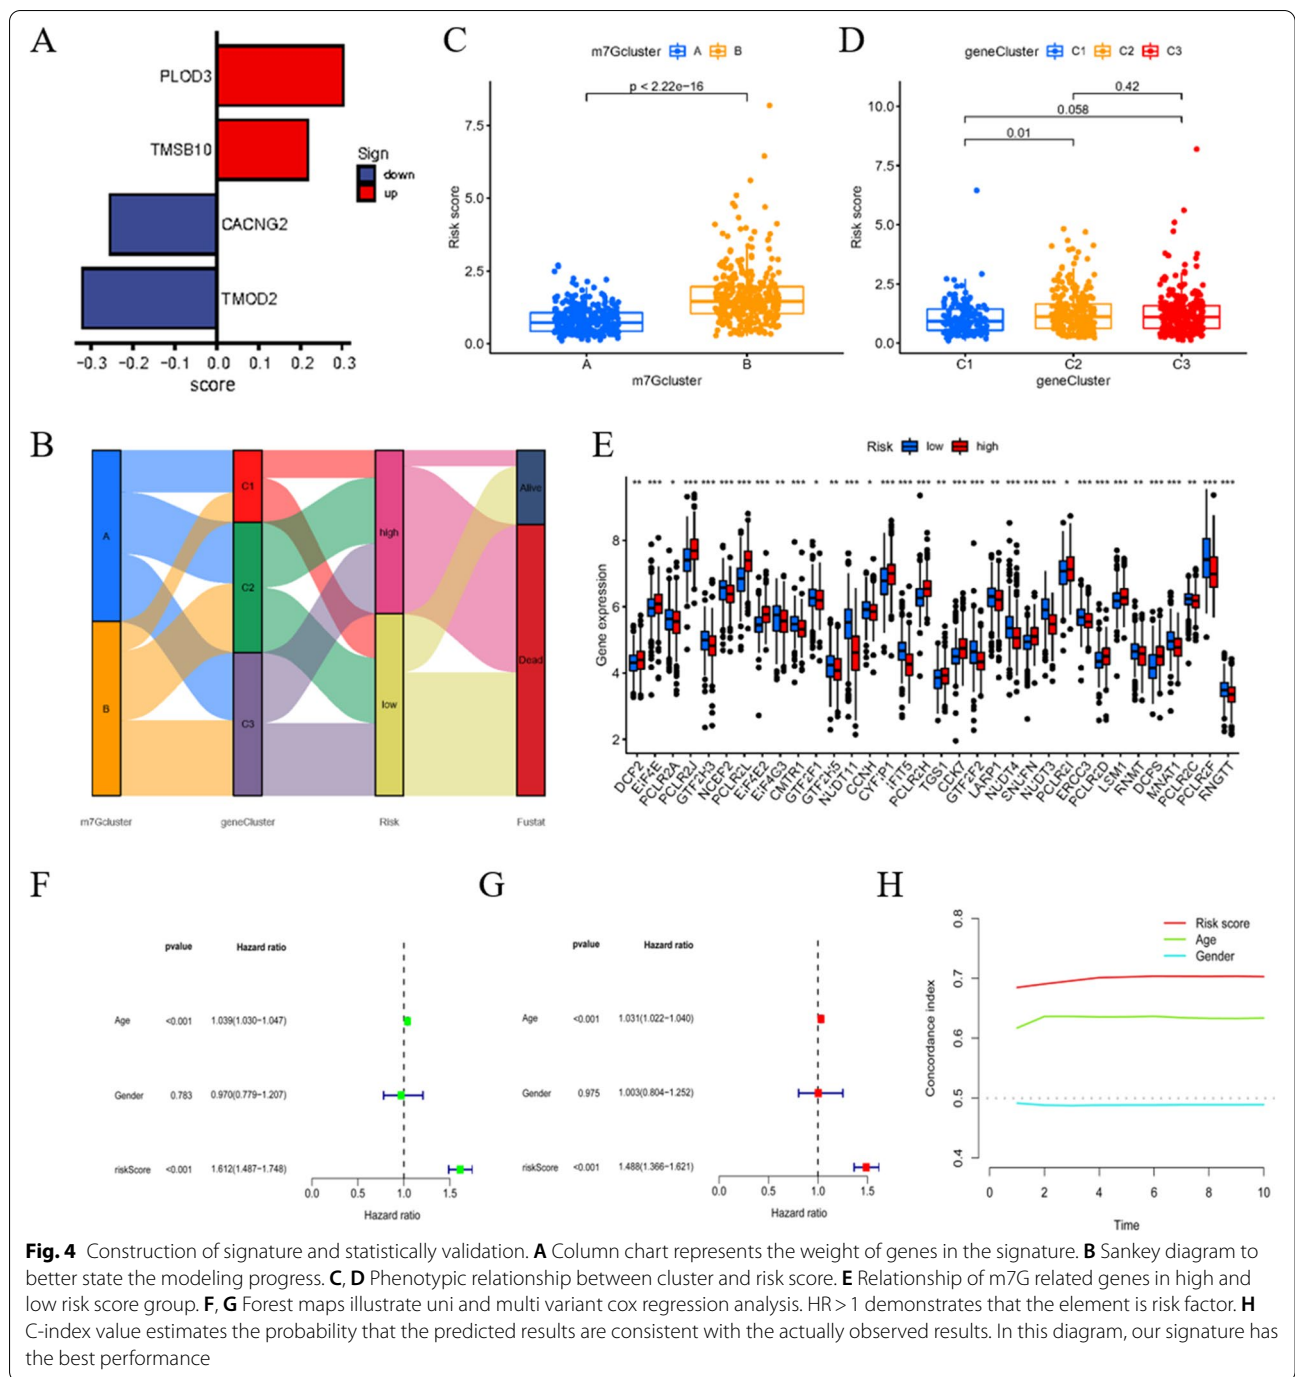 A
PLOD3
TMSB10
CACNG2
TMOD2
Sign
down
up
-0.3 -0.2 -0.1 0.0 0.1 0.2 0.3
score
C
m7Gcluster A B
p < 2.22e-16
7.5
5.0
2.5
0.0
Risk score
A B
m7Gcluster
D
geneCluster C1 C2 C3
0.42
0.058
0.01
10.0
7.5
5.0
2.5
0.0
Risk score
C1 C2 C3
geneCluster
B
A
B
C1
C2
C3
high
low
Alive
Dead
m7Gcluster geneCluster Risk Fustat
E
Risk low high
** *** * *** *** ** *** *** ** *** * ** *** * *** *** ** *** *** ** *** *** *** * *** *** *** ** *** *** ** *** ***
8
6
4
2
Gene expression
DCP2
EIF4E
PCLR2A
PCLR2J
GTF2H3
NCEP2
PCLR2L
EIF4E2
EIF4G3
CMTR1
GTF2F1
GTF2H5
NUDT11
CCNH
CYFIP1
IFIT5
PCLR2H
TGS1
CDK7
GTF2F2
LARP1
NUDT4
SNUFN
NUDT3
PCLR2I
ERCC3
PCLR2D
LSM1
RNMT
DCPS
MNAT1
PCLR2C
PCLR2F
RNGTT
F
pvalue Hazard ratio
Age <0.001 1.039(1.030-1.047)
Gender 0.783 0.970(0.779-1.207)
riskScore <0.001 1.612(1.487-1.748)
0.0 0.5 1.0 1.5
Hazard ratio
G
pvalue Hazard ratio
Age <0.001 1.031(1.022-1.040)
Gender 0.975 1.003(0.804-1.252)
riskScore <0.001 1.488(1.366-1.621)
0.0 0.5 1.0 1.5
Hazard ratio
H
Risk score
Age
Gender
0.8
0.7
0.6
0.5
0.4
Concordance index
0 2 4 6 8 10
Time
Fig. 4 Construction of signature and statistically validation. A Column chart represents the weight of genes in the signature. B Sankey diagram to
better state the modeling progress. C, D Phenotypic relationship between cluster and risk score. E Relationship of m7G related genes in high and
low risk score group. F, G Forest maps illustrate uni and multi variant cox regression analysis. HR > 1 demonstrates that the element is risk factor. H
C-index value estimates the probability that the predicted results are consistent with the actually observed results. In this diagram, our signature has
the best performance